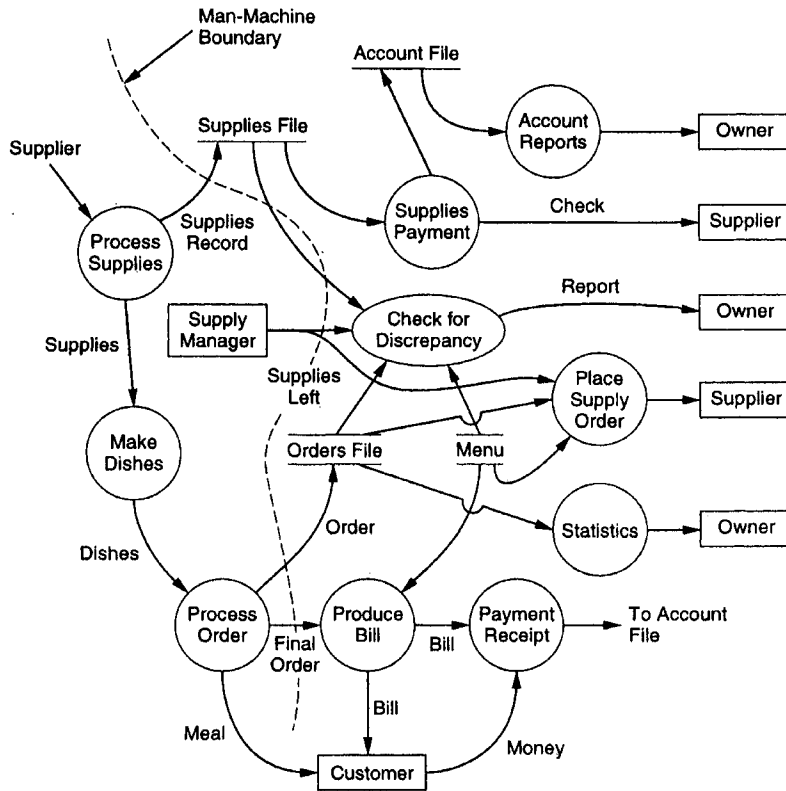 Man-Machine
Boundary
Account File
Supplies File
Account
Reports
Owner
Supplier
Supplies
Record
Supplies
Payment
Check
Supplier
Process
Supplies
Report
Supply
Manager
Check for
Discrepancy
Owner
Supplies
Supplies
Left
Place
Supply
Order
Supplier
Make
Dishes
Orders File
Menu
Order
Statistics
Owner
Dishes
Process
Order
Final
Order
Produce
Bill
Bill
Payment
Receipt
To Account
File
Meal
Bill
Money
Customer